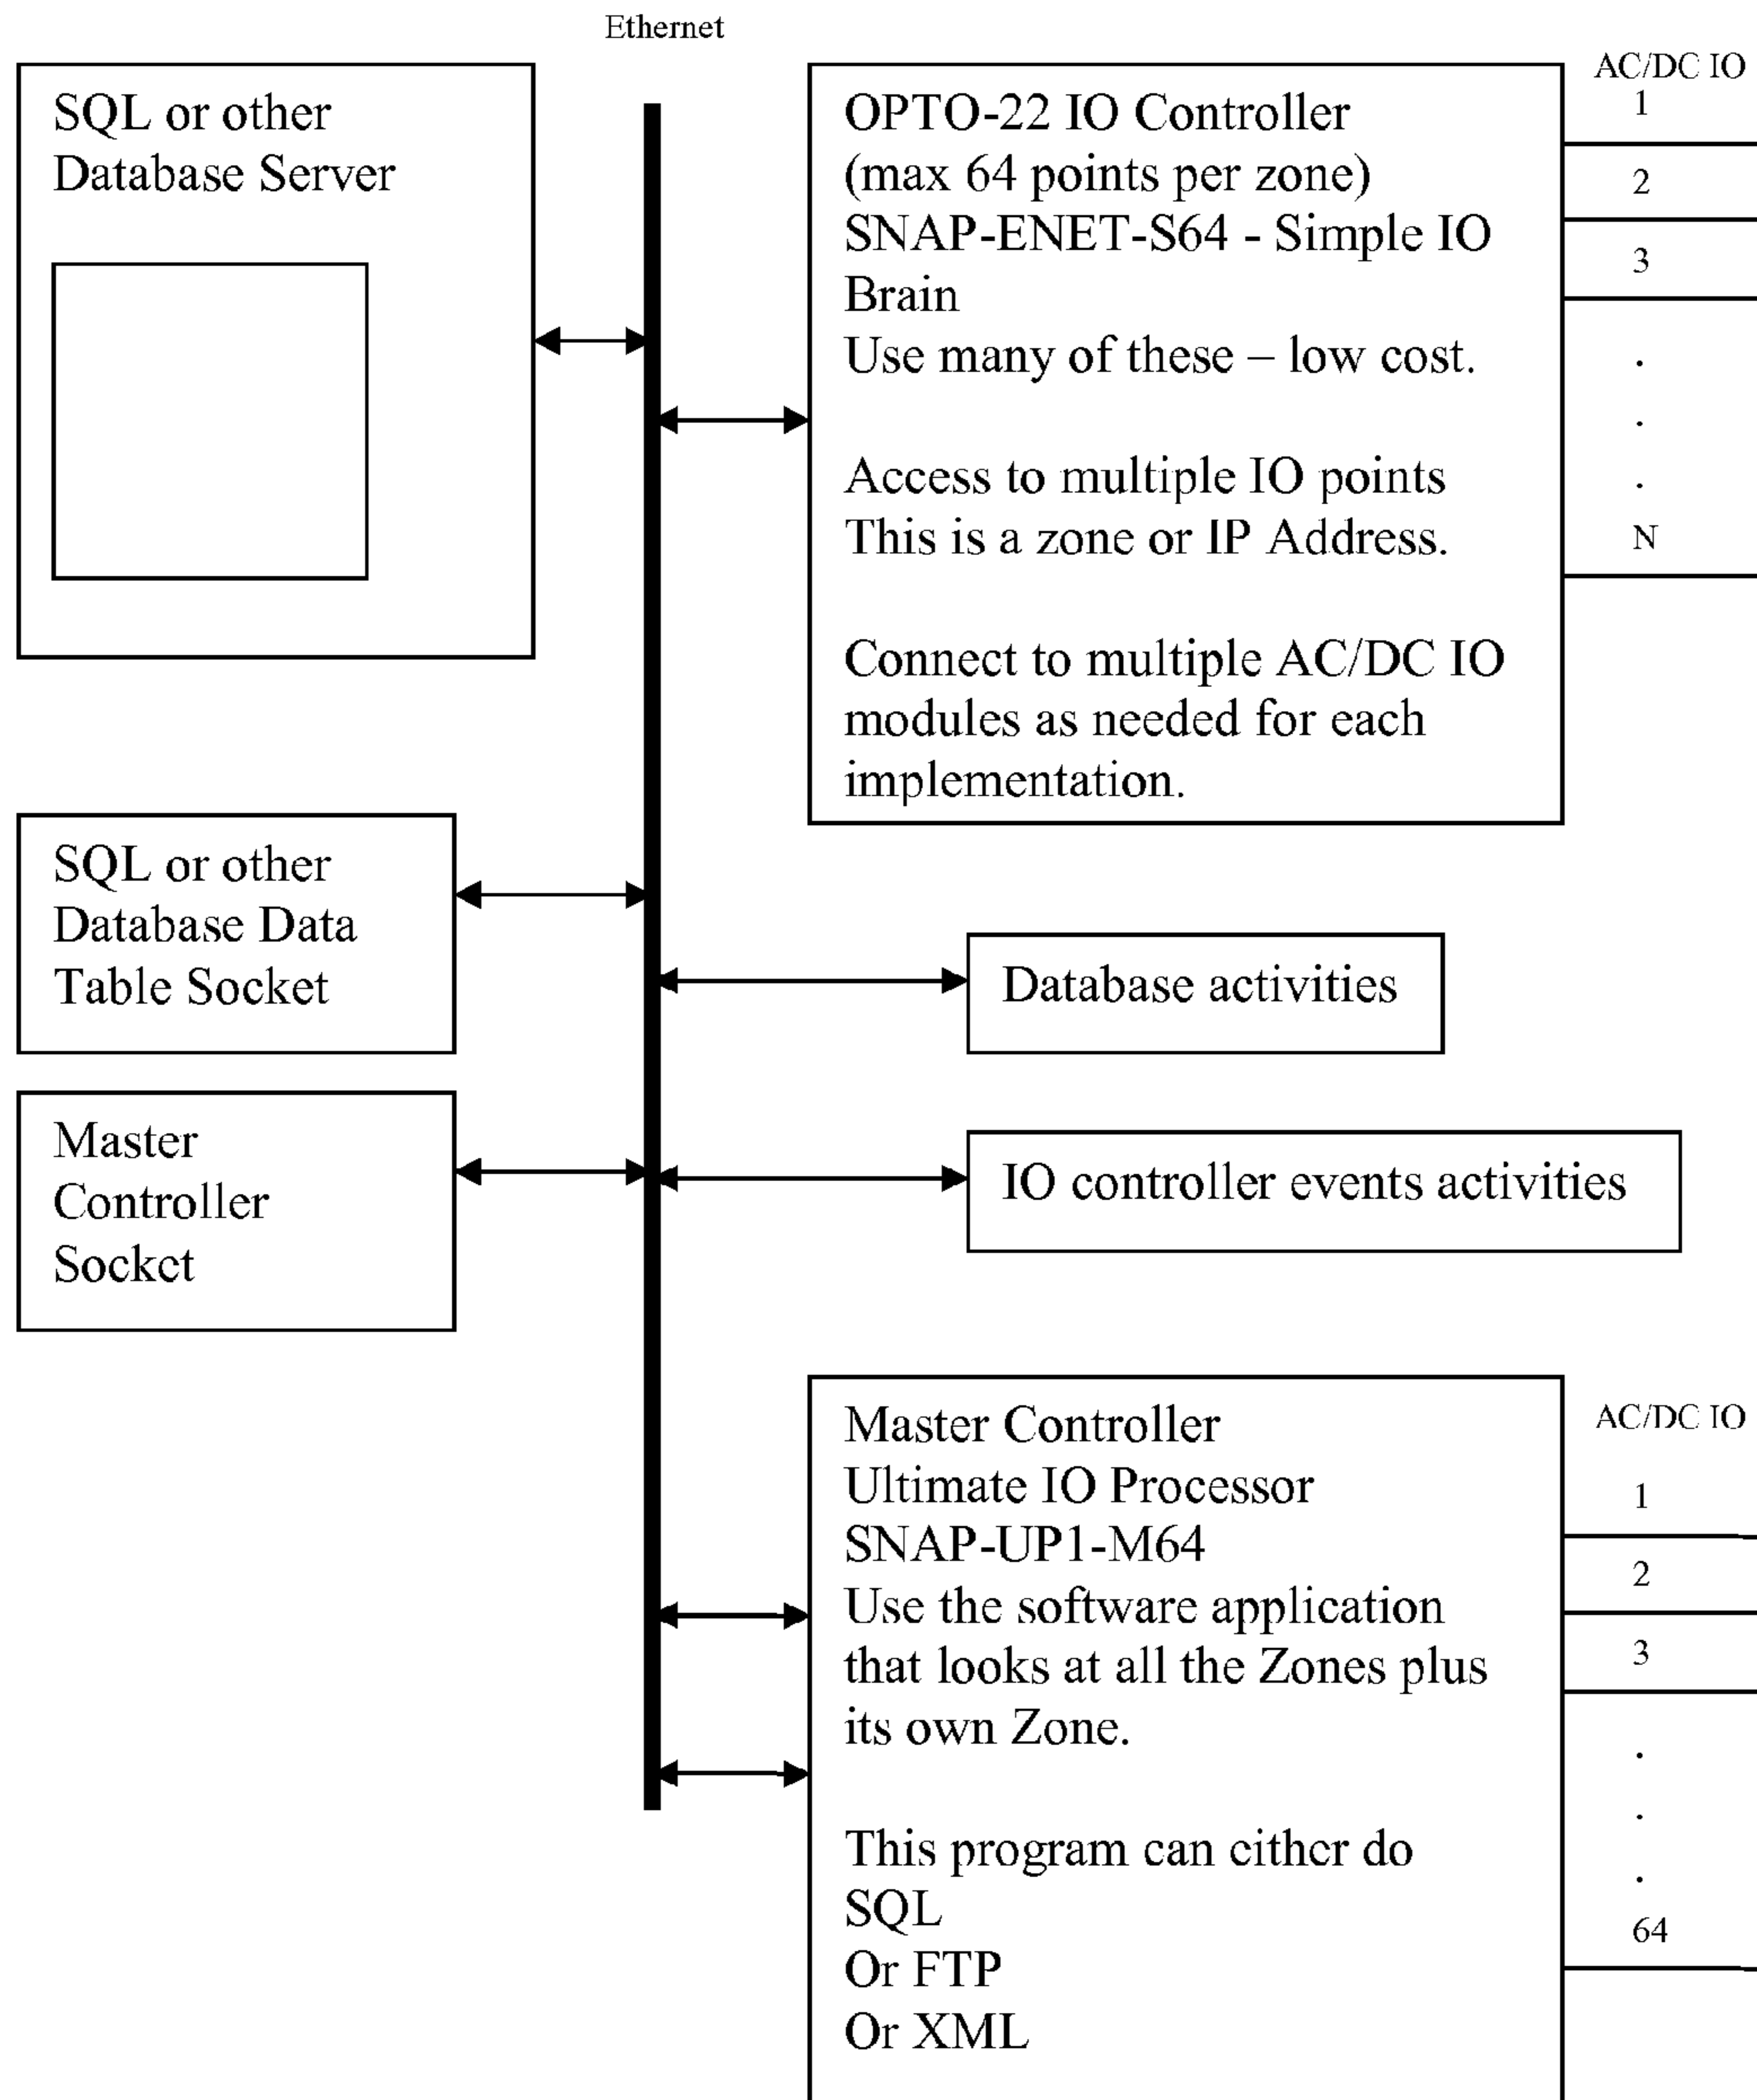 Ethernet
SQL or other
Database Server
OPTO-22 IO Controller
(max 64 points per zone)
SNAP-ENET-S64 - Simple IO
Brain
Use many of these – low cost.
Access to multiple IO points
This is a zone or IP Address.
Connect to multiple AC/DC IO
modules as needed for each
implementation.
AC/DC IO
1
2
3
.
.
.
N
SQL or other
Database Data
Table Socket
Database activities
Master
Controller
Socket
IO controller events activities
Master Controller
Ultimate IO Processor
SNAP-UP1-M64
Use the software application
that looks at all the Zones plus
its own Zone.
This program can either do
SQL
Or FTP
Or XML
AC/DC IO
1
2
3
.
.
.
64